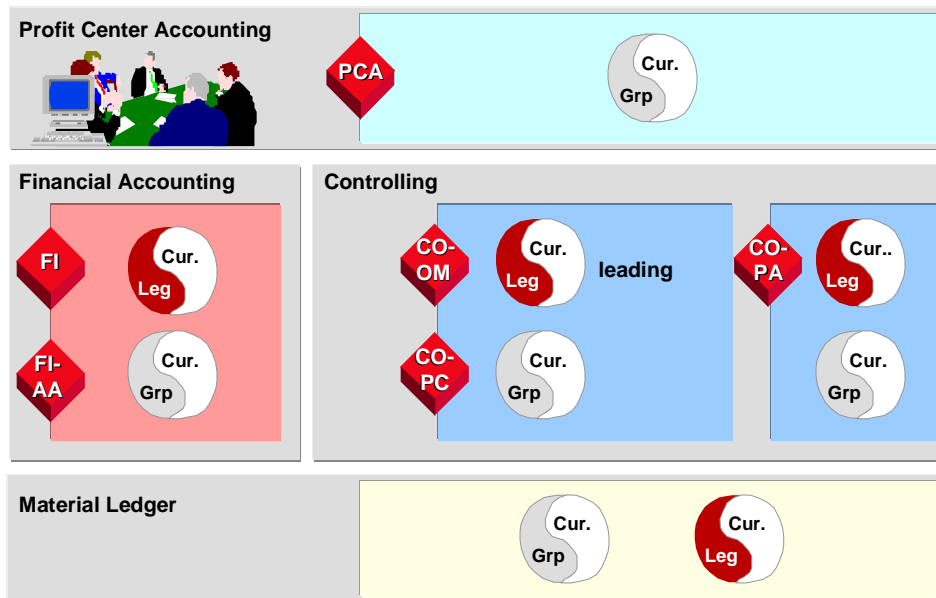 Profit Center Accounting
PCA
Cur.
Grp
Financial Accounting
FI
Cur.
Leg
FI-
AA
Cur.
Grp
Controlling
CO-
OM
Cur.
Leg
leading
CO-
PA
Cur..
Leg
CO-
PC
Cur.
Grp
Cur.
Grp
Material Ledger
Cur.
Grp
Cur.
Leg